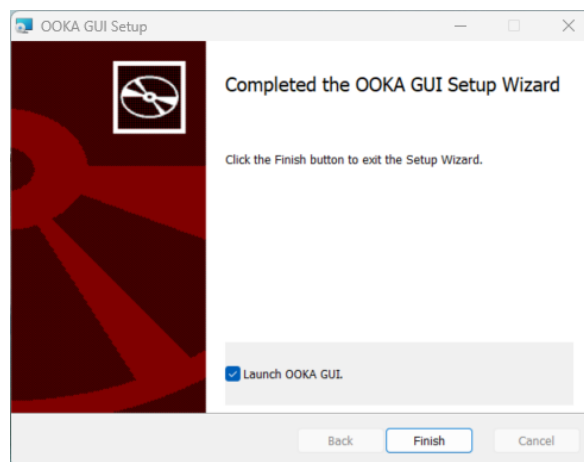 OOKA GUI Setup
Completed the OOKA GUI Setup Wizard
Click the Finish button to exit the Setup Wizard.
Launch OOKA GUI.
Back
Finish
Cancel